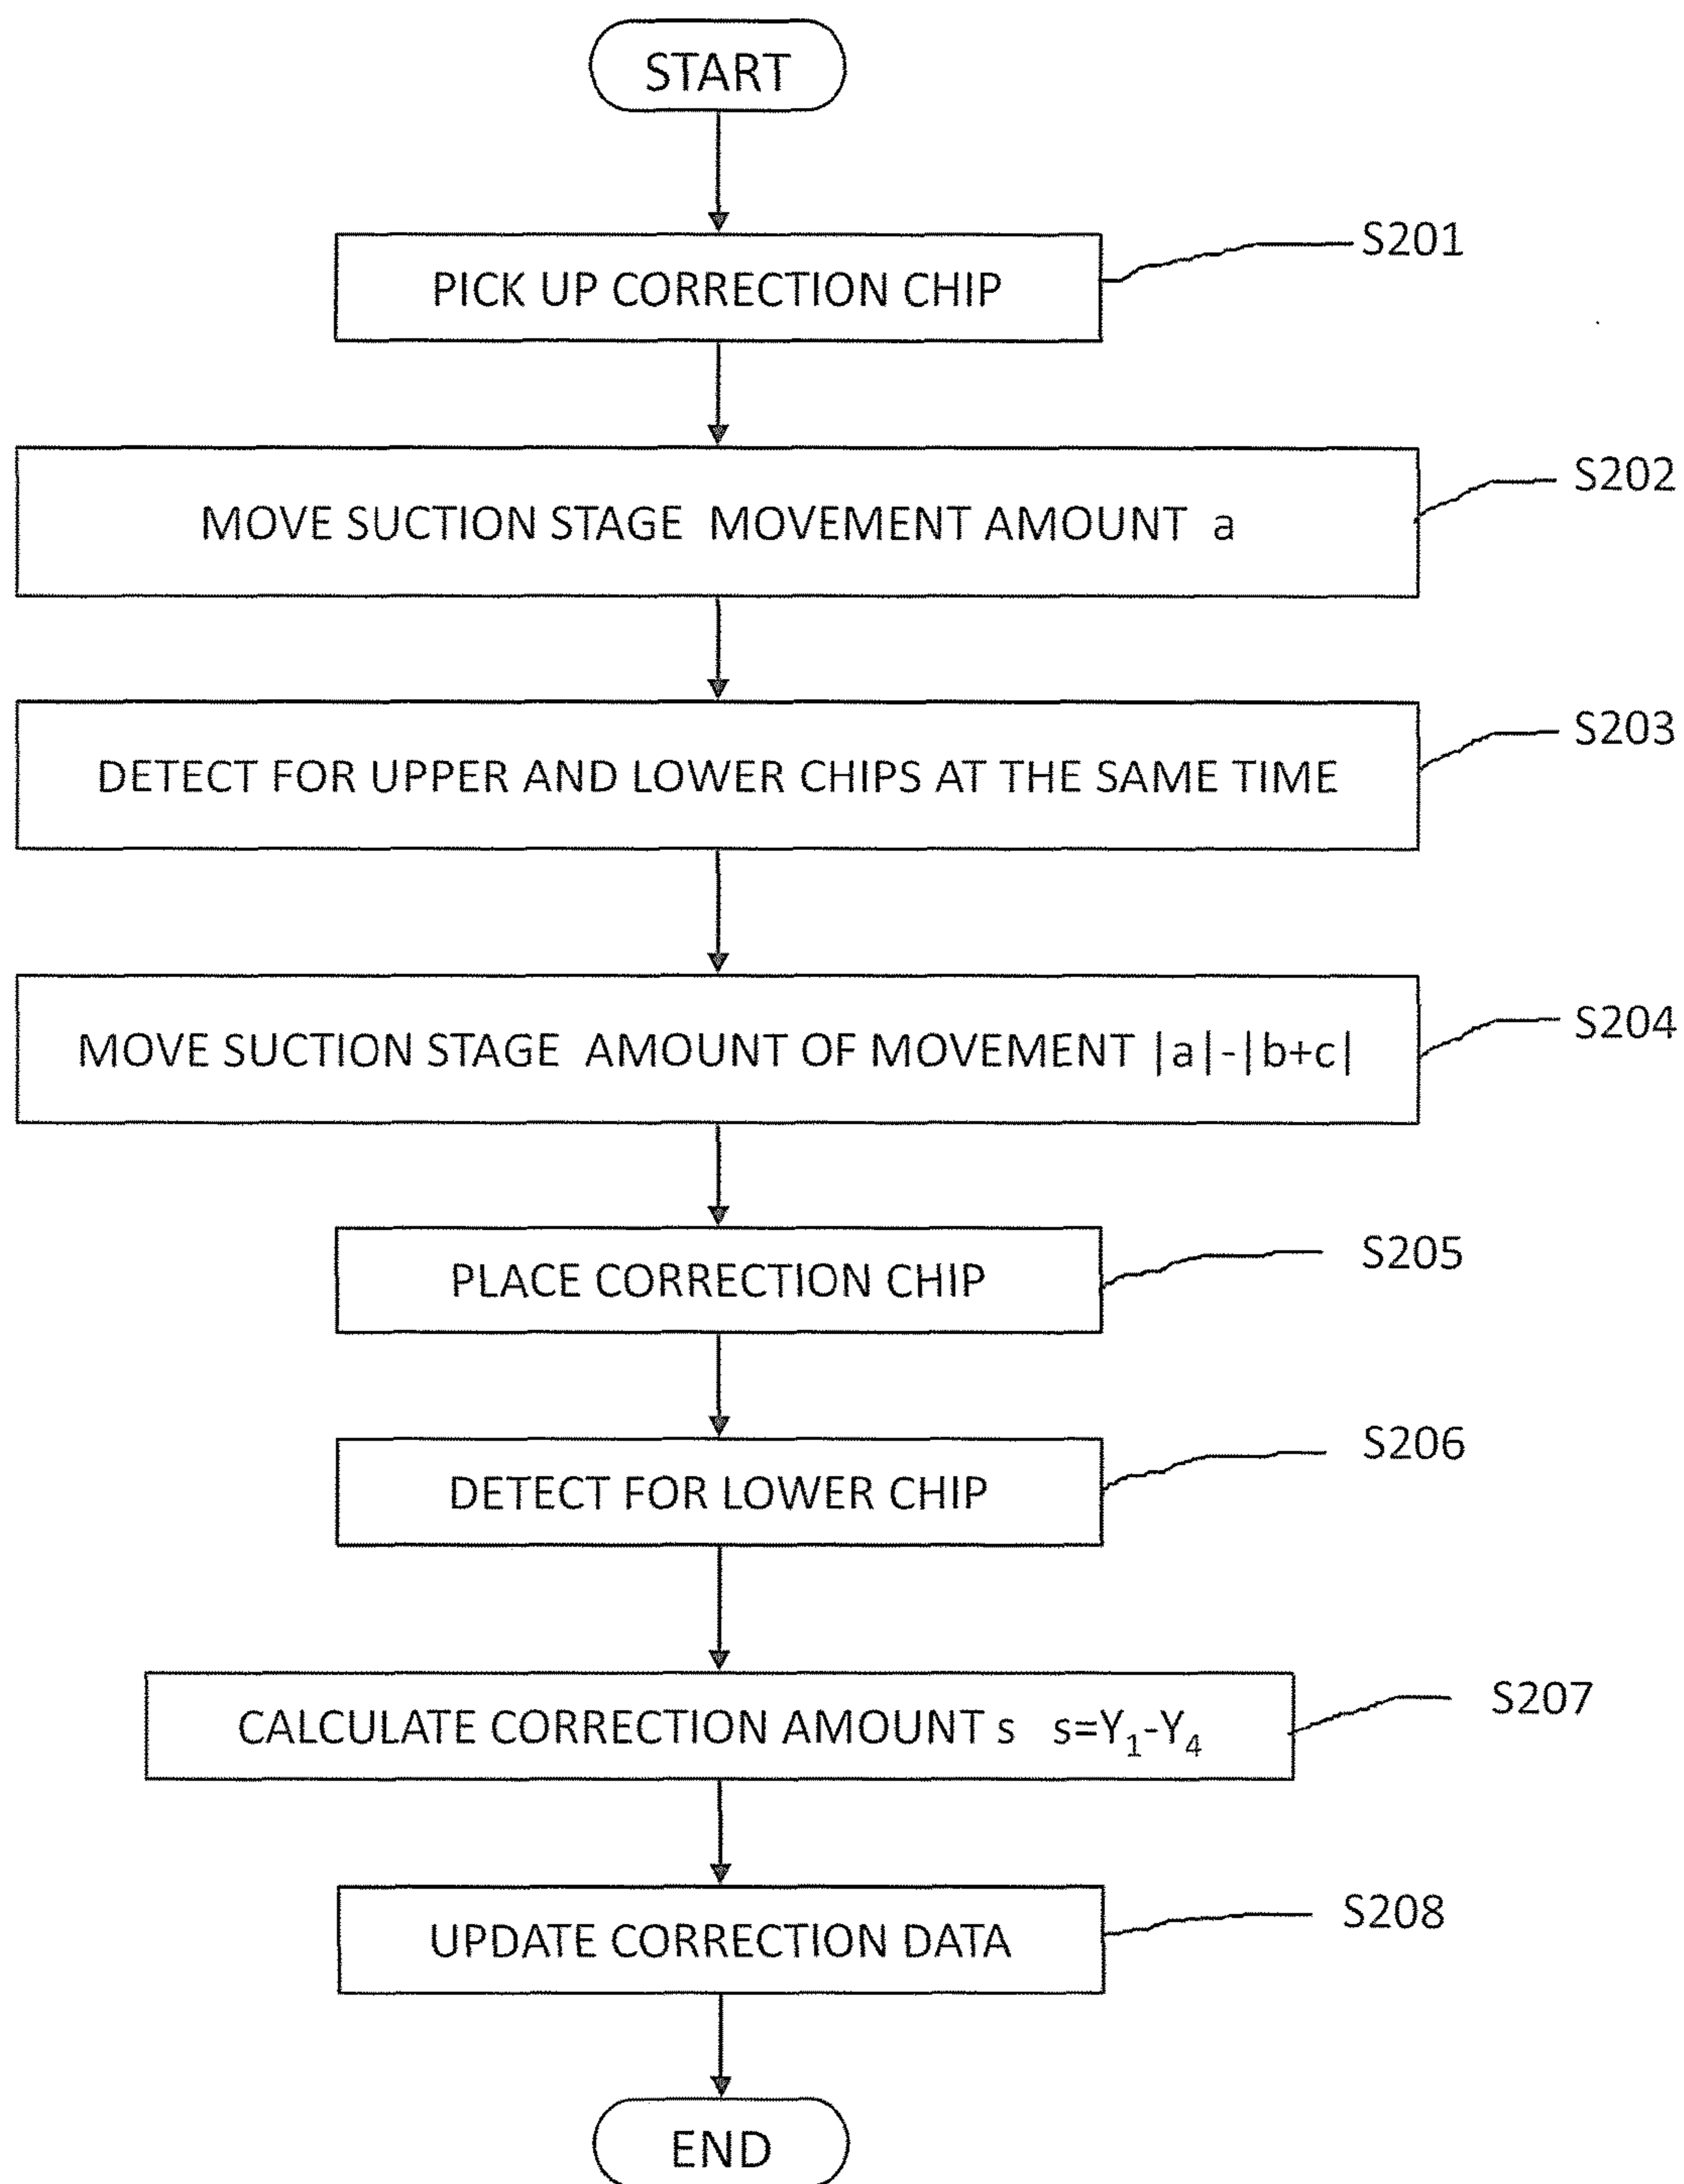 START
PICK UP CORRECTION CHIP
S201
MOVE SUCTION STAGE MOVEMENT AMOUNT a
S202
DETECT FOR UPPER AND LOWER CHIPS AT THE SAME TIME
S203
MOVE SUCTION STAGE AMOUNT OF MOVEMENT |a|-|b+c|
S204
PLACE CORRECTION CHIP
S205
DETECT FOR LOWER CHIP
S206
CALCULATE CORRECTION AMOUNT s s=Y₁-Y₄
S207
UPDATE CORRECTION DATA
S208
END